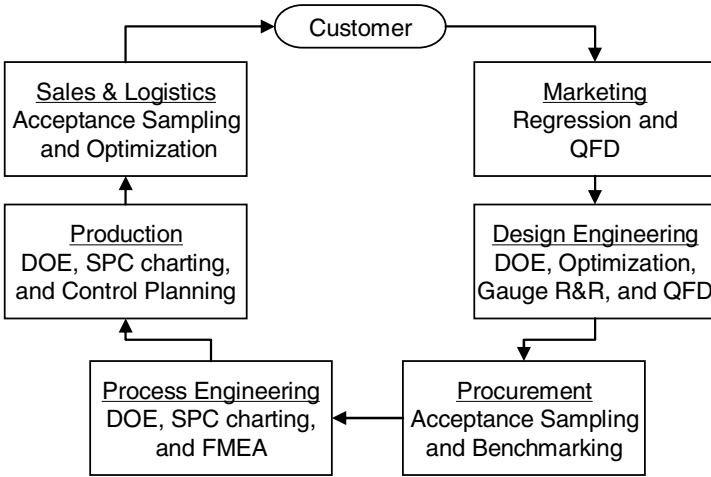 Customer
Marketing
Regression and
QFD
Design Engineering
DOE, Optimization,
Gauge R&R, and QFD
Procurement
Acceptance Sampling
and Benchmarking
Process Engineering
DOE, SPC charting,
and FMEA
Production
DOE, SPC charting,
and Control Planning
Sales & Logistics
Acceptance Sampling
and Optimization